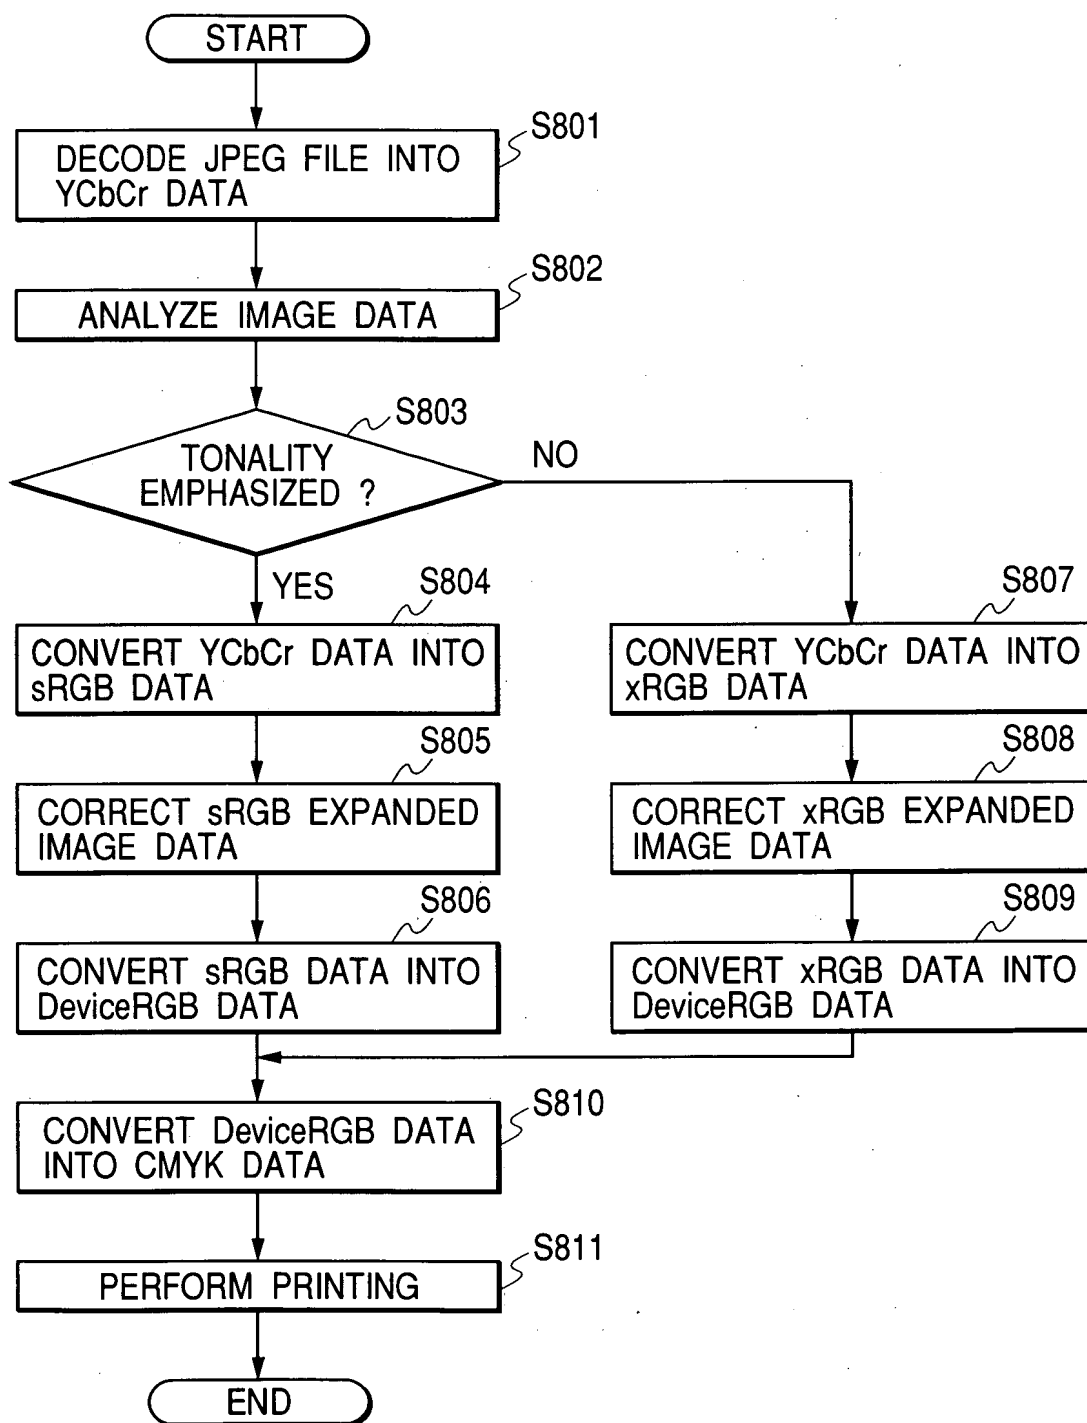 START
S801
DECODE JPEG FILE INTO
YCbCr DATA
S802
ANALYZE IMAGE DATA
S803
TONALITY
EMPHASIZED ?
NO
YES
S804
CONVERT YCbCr DATA INTO
sRGB DATA
S807
CONVERT YCbCr DATA INTO
xRGB DATA
S805
CORRECT sRGB EXPANDED
IMAGE DATA
S808
CORRECT xRGB EXPANDED
IMAGE DATA
S806
CONVERT sRGB DATA INTO
DeviceRGB DATA
S809
CONVERT xRGB DATA INTO
DeviceRGB DATA
S810
CONVERT DeviceRGB DATA
INTO CMYK DATA
S811
PERFORM PRINTING
END